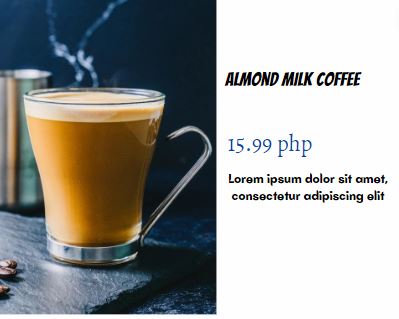 ALMOND MILK COFFEE
15.99 php
Lorem ipsum dolor sit amet,
consectetur adipiscing elit